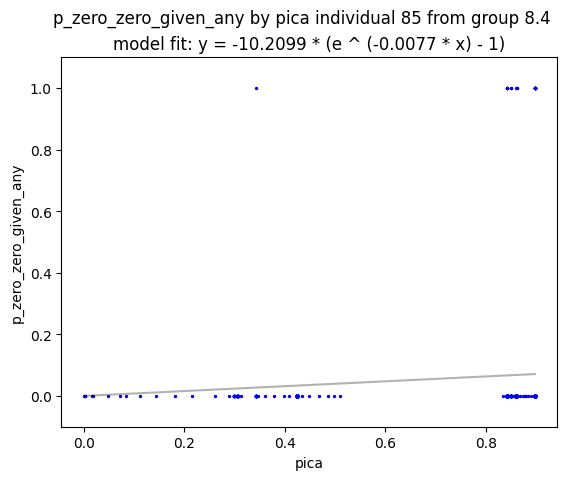 p_zero_zero_given_any by pica individual 85 from group 8.4
model fit: y = -10.2099 * (e ^ (-0.0077 * x) - 1)
1.0
0.8
0.6
0.4
0.2
0.0
p_zero_zero_given_any
0.0 0.2 0.4 0.6 0.8
pica